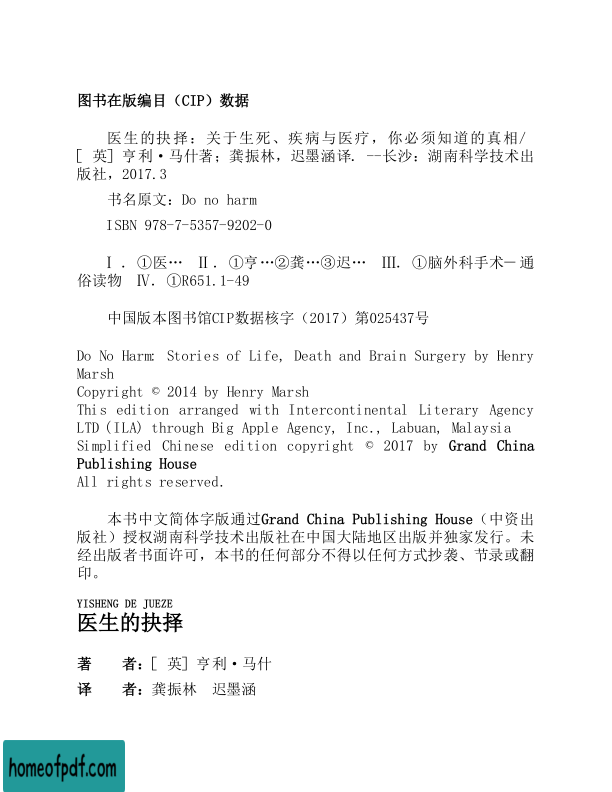 图书在版编目（CIP）数据
医生的抉择：关于生死、疾病与医疗，你必须知道的真相/
[ 英] 亨利·马什著；龚振林，迟墨涵译. --长沙：湖南科学技术出
版社，2017.3
书名原文：Do no harm
ISBN 978-7-5357-9202-0
Ⅰ．①医… Ⅱ．①亨…②龚…③迟… Ⅲ．①脑外科手术—通
俗读物 Ⅳ．①R651.1-49
中国版本图书馆CIP数据核字（2017）第025437号
Do No Harm: Stories of Life, Death and Brain Surgery by Henry
Marsh
Copyright © 2014 by Henry Marsh
This edition arranged with Intercontinental Literary Agency
LTD (ILA) through Big Apple Agency, Inc., Labuan, Malaysia
Simplified Chinese edition copyright © 2017 by Grand China
Publishing House
All rights reserved.
本书中文简体字版通过Grand China Publishing House（中资出
版社）授权湖南科学技术出版社在中国大陆地区出版并独家发行。未
经出版者书面许可，本书的任何部分不得以任何方式抄袭、节录或翻
印。
YISHENG DE JUEZE
医生的抉择
著　　者：[ 英] 亨利·马什
译　　者：龚振林　迟墨涵
homeofpdf.com